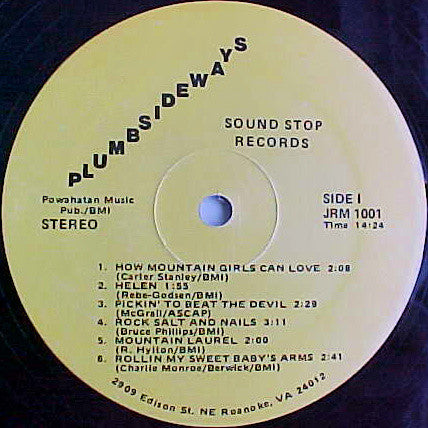 PLUMBSIDEWAYS
SOUND STOP
RECORDS
Powahatan Music
Pub./BMI
STEREO
SIDE I
JRM 1001
Time 14:24
1. HOW MOUNTAIN GIRLS CAN LOVE 2:08
(Carter Stanley/BMI)
2. HELEN 1:55
(Rebe-Godsen/BMI)
3. PICKIN' TO BEAT THE DEVIL 2:29
(McGrall/ASCAP)
4. ROCK SALT AND NAILS 3:11
(Bruce Phillips/BMI)
5. MOUNTAIN LAUREL 2:00
(R. Hylton/BMI)
6. ROLLIN MY SWEET BABY'S ARMS 2:41
(Charlie Monroe/Berwick/BMI)
2909 Edison St. NE Roanoke, VA 24012